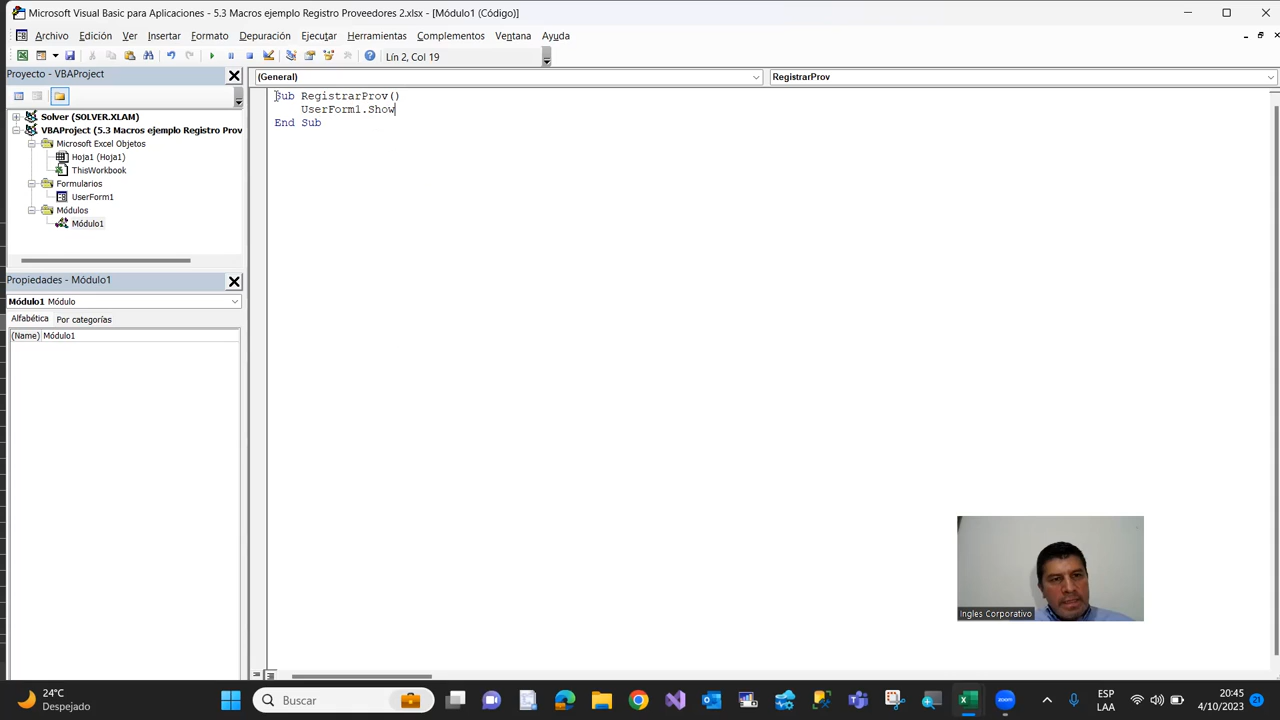 Microsoft Visual Basic para Aplicaciones - 5.3 Macros ejemplo Registro Proveedores 2.xlsx - [Módulo1 (Código)]
Archivo Edición Ver Insertar Formato Depuración Ejecutar Herramientas Complementos Ventana Ayuda
Lín 2, Col 19
Proyecto - VBAProject
(General)
RegistrarProv
Solver (SOLVER.XLAM)
VBAProject (5.3 Macros ejemplo Registro Prov
Microsoft Excel Objetos
Hoja1 (Hoja1)
ThisWorkbook
Formularios
UserForm1
Módulos
Módulo1
Sub RegistrarProv()
UserForm1.Show
End Sub
Propiedades - Módulo1
Módulo1 Módulo
Alfabética Por categorías
(Name) Módulo1
Ingles Corporativo
24°C
Despejado
Buscar
ESP
LAA
20:45
4/10/2023
21